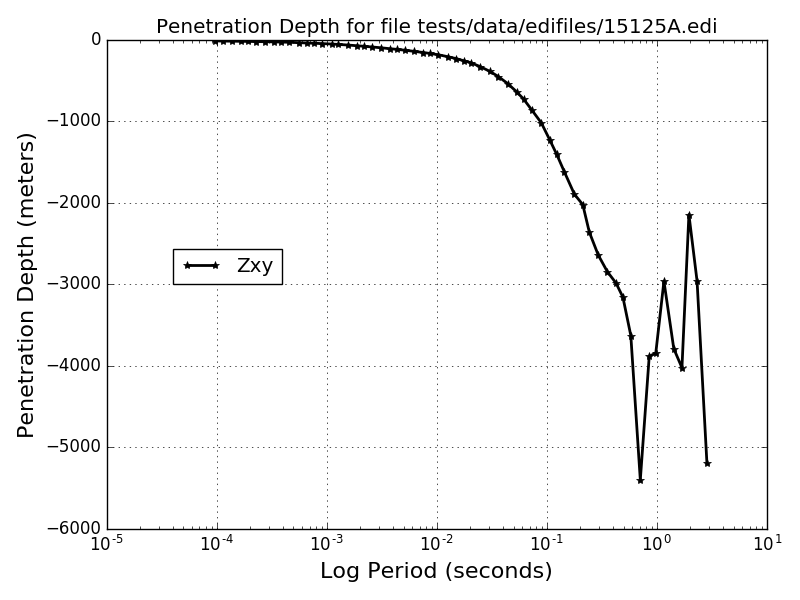 Penetration Depth for file tests/data/edifiles/15125A.edi
0
−1000
−2000
−3000
−4000
−5000
−6000
Penetration Depth (meters)
Zxy
10^-5 10^-4 10^-3 10^-2 10^-1 10^0 10^1
Log Period (seconds)